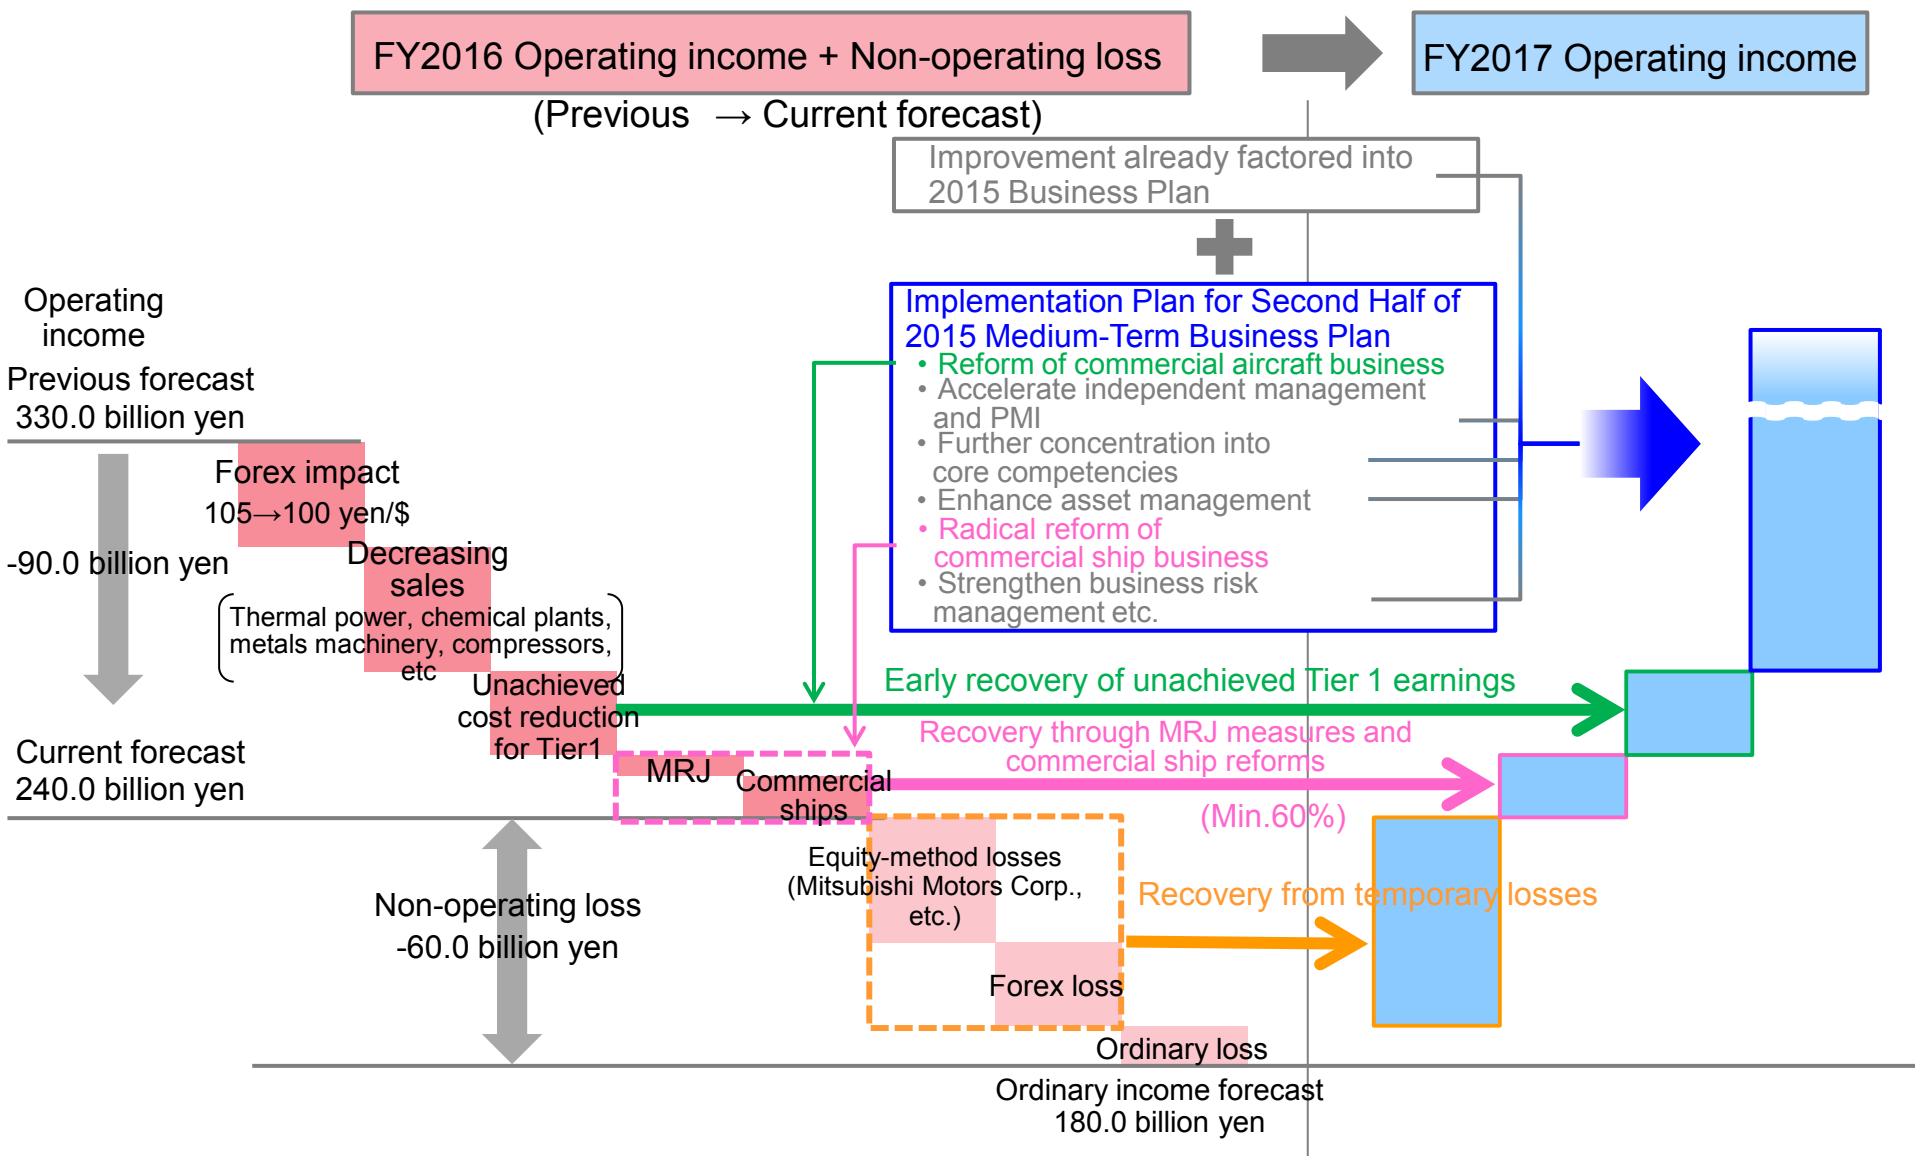 FY2016 Operating income + Non-operating loss
FY2017 Operating income
(Previous → Current forecast)
Improvement already factored into
2015 Business Plan
Implementation Plan for Second Half of
2015 Medium-Term Business Plan
• Reform of commercial aircraft business
• Accelerate independent management
and PMI
• Further concentration into
core competencies
• Enhance asset management
• Radical reform of
commercial ship business
• Strengthen business risk
management etc.
Operating
income
Previous forecast
330.0 billion yen
Forex impact
105→100 yen/$
-90.0 billion yen
Decreasing
sales
Thermal power, chemical plants,
metals machinery, compressors,
etc
Unachieved
cost reduction
for Tier1
Early recovery of unachieved Tier 1 earnings
Current forecast
240.0 billion yen
MRJ
Commercial
ships
Recovery through MRJ measures and
commercial ship reforms
(Min.60%)
Non-operating loss
-60.0 billion yen
Equity-method losses
(Mitsubishi Motors Corp.,
etc.)
Recovery from temporary losses
Forex loss
Ordinary loss
Ordinary income forecast
180.0 billion yen